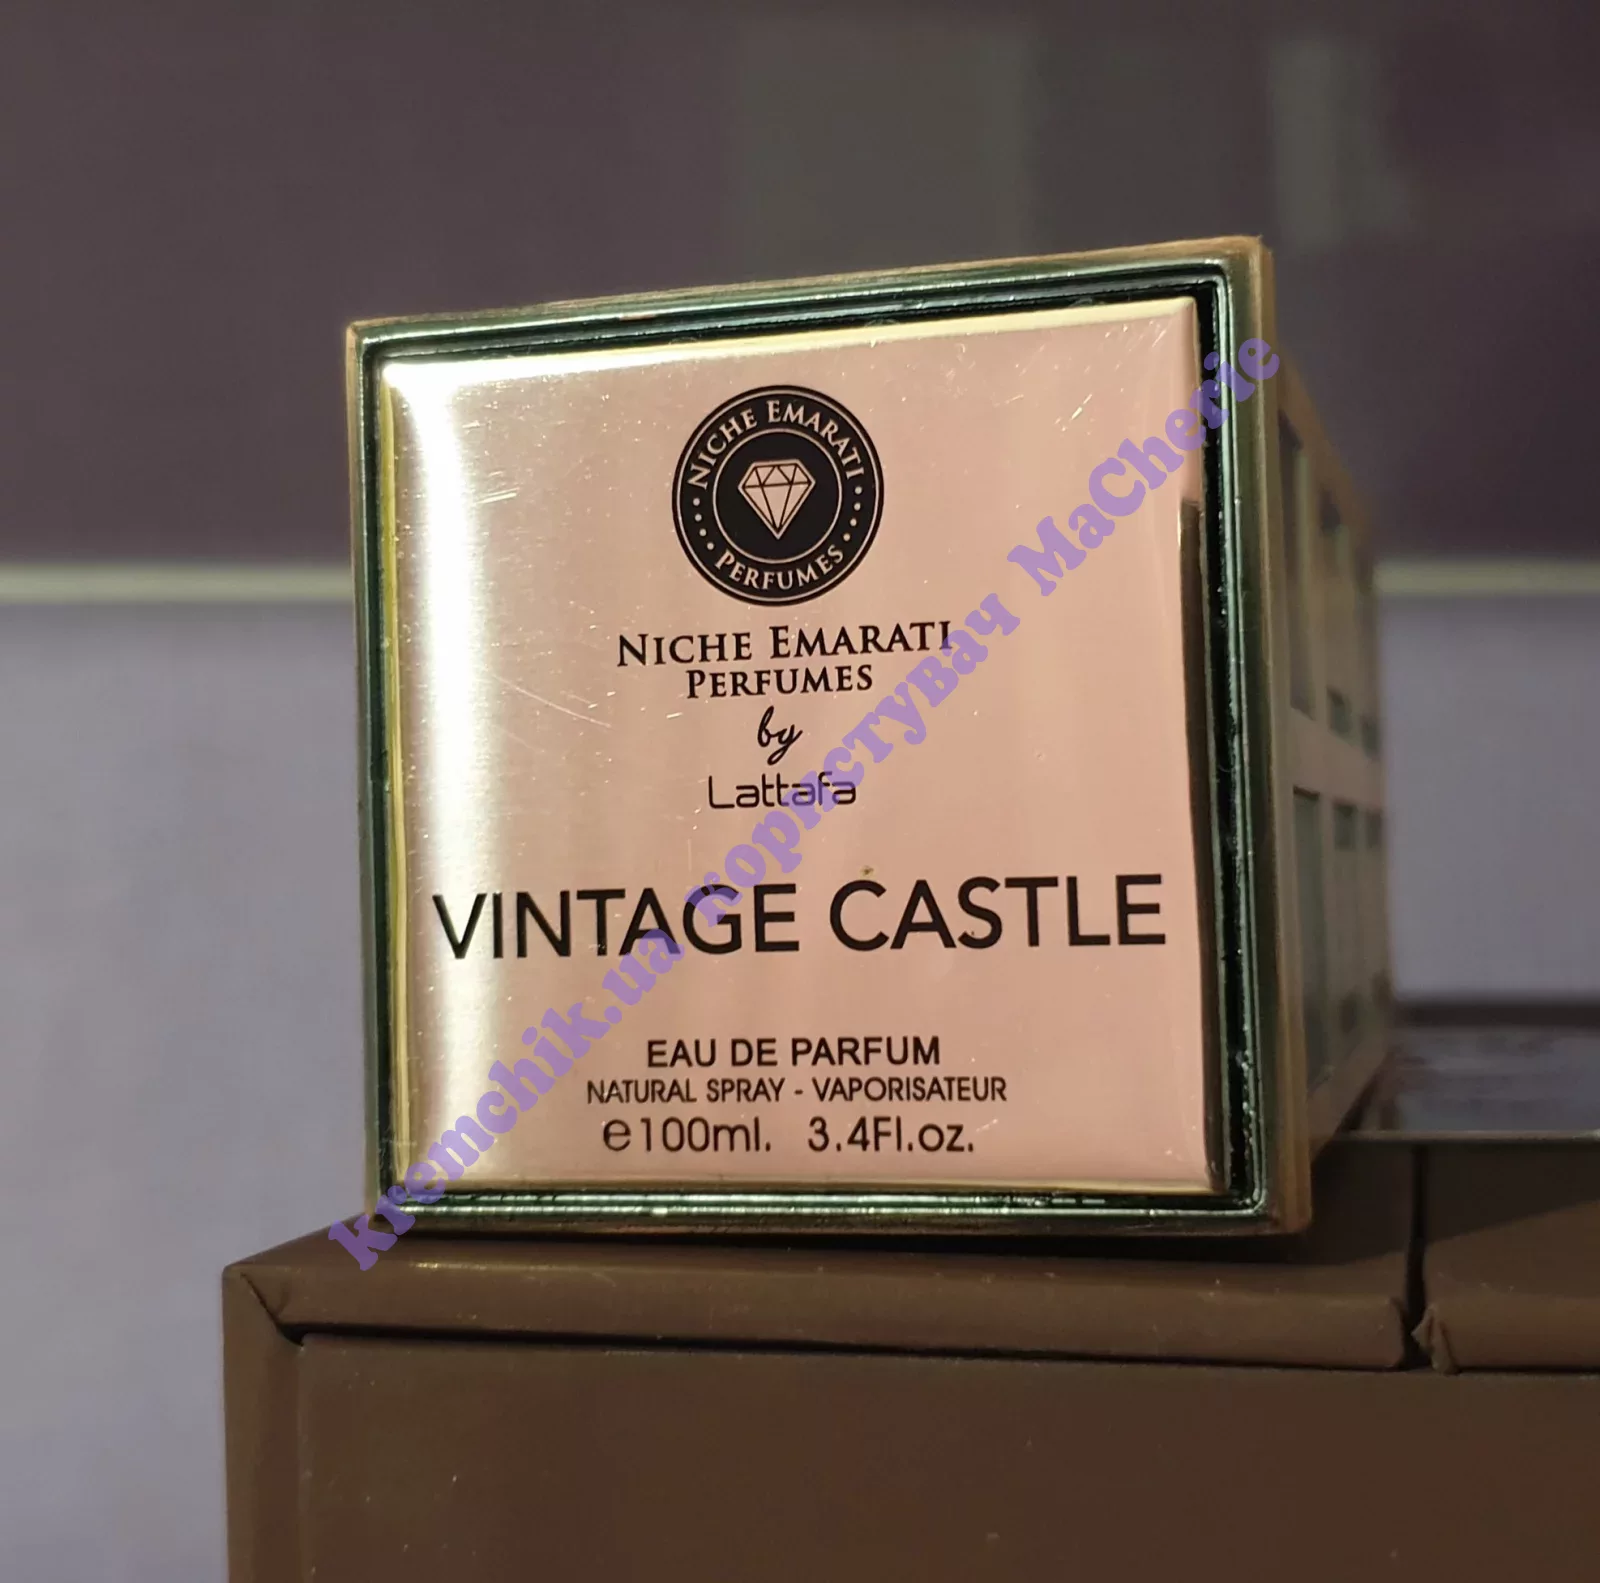 NICHE EMARATI
PERFUMES
NICHE EMARATI
PERFUMES
by
Lattafa
VINTAGE CASTLE
EAU DE PARFUM
NATURAL SPRAY - VAPORISATEUR
e100ml. 3.4Fl.oz.
kremchik.ua користувач MaCherie